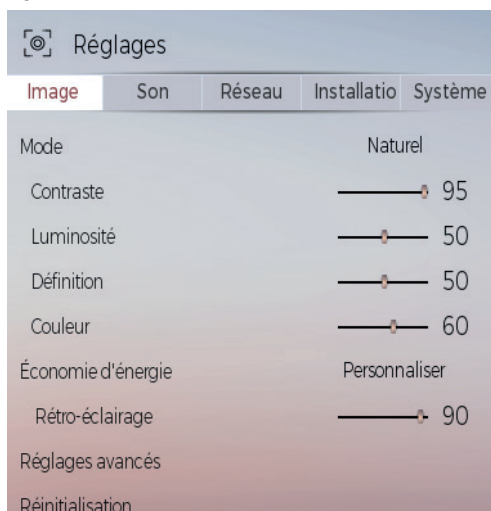 Réglages
Image Son Réseau Installatio Système
Mode Naturel
Contraste 95
Luminosité 50
Définition 50
Couleur 60
Économie d'énergie Personnaliser
Rétro-éclairage 90
Réglages avancés
Réinitialisation